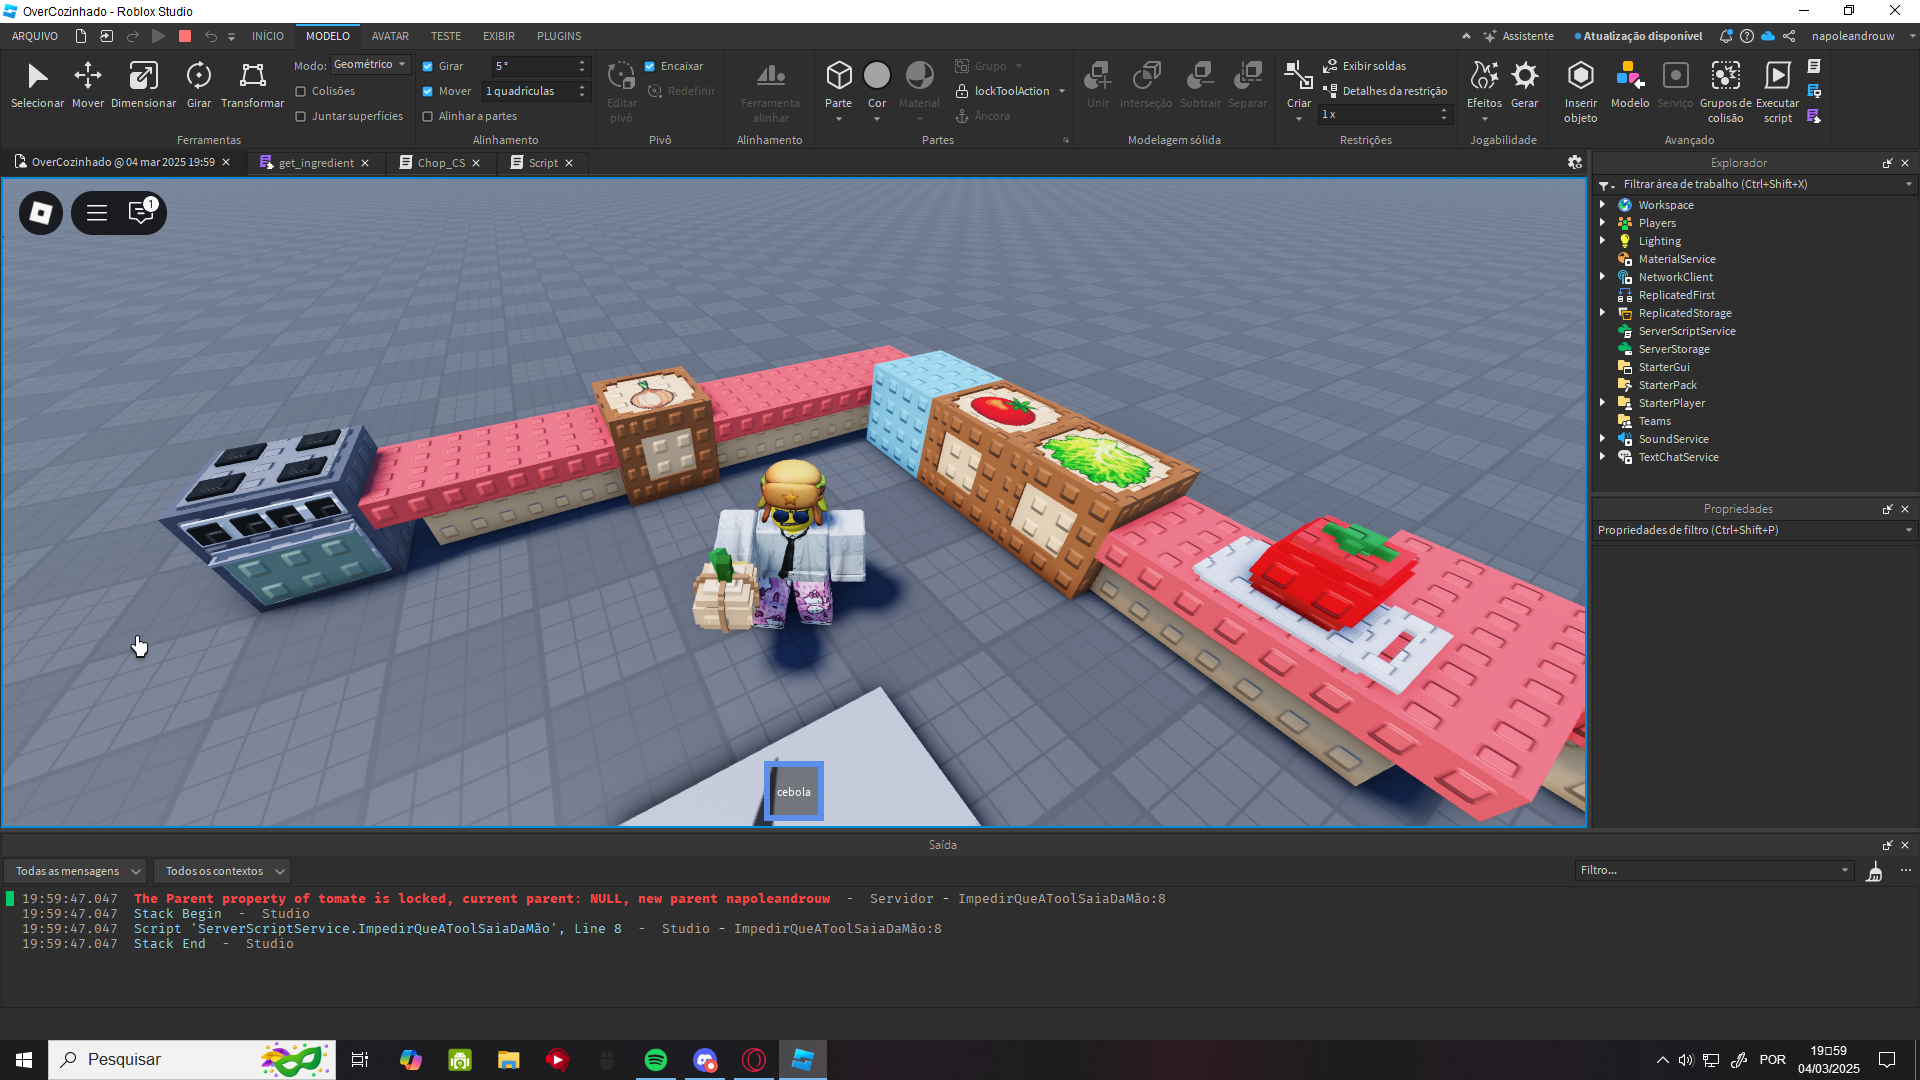 OverCozinhado - Roblox Studio
ARQUIVO
INÍCIO
MODELO
AVATAR
TESTE
EXIBIR
PLUGINS
Assistente
Atualização disponível
napoleandrouw
Selecionar
Mover
Dimensionar
Girar
Transformar
Modo: Geométrico
Colisões
Juntar superfícies
Ferramentas
Girar 5 °
Mover 1 quadrículas
Alinhar a partes
Alinhamento
Editar pivô
Encaixar
Redefinir
Pivô
Ferramenta alinhar
Alinhamento
Parte
Cor
Material
Grupo
lockToolAction
Âncora
Partes
Unir
Interseção
Subtrair
Separar
Modelagem sólida
Criar
Exibir soldas
Detalhes da restrição
1 x
Restrições
Efeitos
Gerar
Jogabilidade
Inserir objeto
Modelo
Serviço
Grupos de colisão
Executar script
Avançado
OverCozinhado @ 04 mar 2025 19:59
get_ingredient
Chop_CS
Script
1
cebola
Explorador
Filtrar área de trabalho (Ctrl+Shift+X)
Workspace
Players
Lighting
MaterialService
NetworkClient
ReplicatedFirst
ReplicatedStorage
ServerScriptService
ServerStorage
StarterGui
StarterPack
StarterPlayer
Teams
SoundService
TextChatService
Propriedades
Propriedades de filtro (Ctrl+Shift+P)
Saída
Todas as mensagens
Todos os contextos
Filtro...
19:59:47.047 The Parent property of tomate is locked, current parent: NULL, new parent napoleandrouw - Servidor - ImpedirQueAToolSaiaDaMão:8
19:59:47.047 Stack Begin - Studio
19:59:47.047 Script 'ServerScriptService.ImpedirQueAToolSaiaDaMão', Line 8 - Studio - ImpedirQueAToolSaiaDaMão:8
19:59:47.047 Stack End - Studio
Pesquisar
POR
19:59
04/03/2025